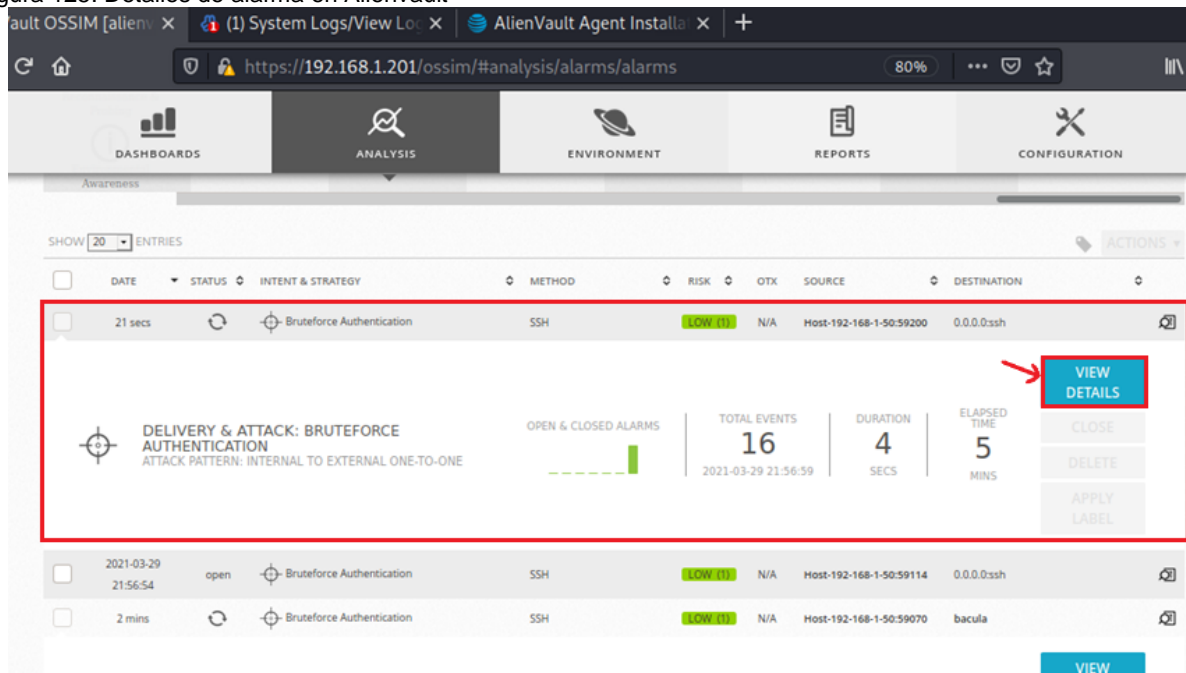 gura 125. Detalles de alarma en Alienvault
ault OSSIM [alienv (1) System Logs/View Log AlienVault Agent Installat
https://192.168.1.201/ossim/#analysis/alarms/alarms 80%
DASHBOARDS ANALYSIS ENVIRONMENT REPORTS CONFIGURATION
Awareness
SHOW 20 ENTRIES ACTIONS
DATE STATUS INTENT & STRATEGY METHOD RISK OTX SOURCE DESTINATION
21 secs Bruteforce Authentication SSH LOW (1) N/A Host-192-168-1-50:59200 0.0.0.0:ssh
VIEW
DETAILS
DELIVERY & ATTACK: BRUTEFORCE
AUTHENTICATION
ATTACK PATTERN: INTERNAL TO EXTERNAL ONE-TO-ONE
OPEN & CLOSED ALARMS
TOTAL EVENTS
16
2021-03-29 21:56:59
DURATION
4
SECS
ELAPSED
TIME
5
MINS
CLOSE
DELETE
APPLY
LABEL
2021-03-29
21:56:54
open Bruteforce Authentication SSH LOW (1) N/A Host-192-168-1-50:59114 0.0.0.0:ssh
2 mins Bruteforce Authentication SSH LOW (1) N/A Host-192-168-1-50:59070 bacula
VIEW